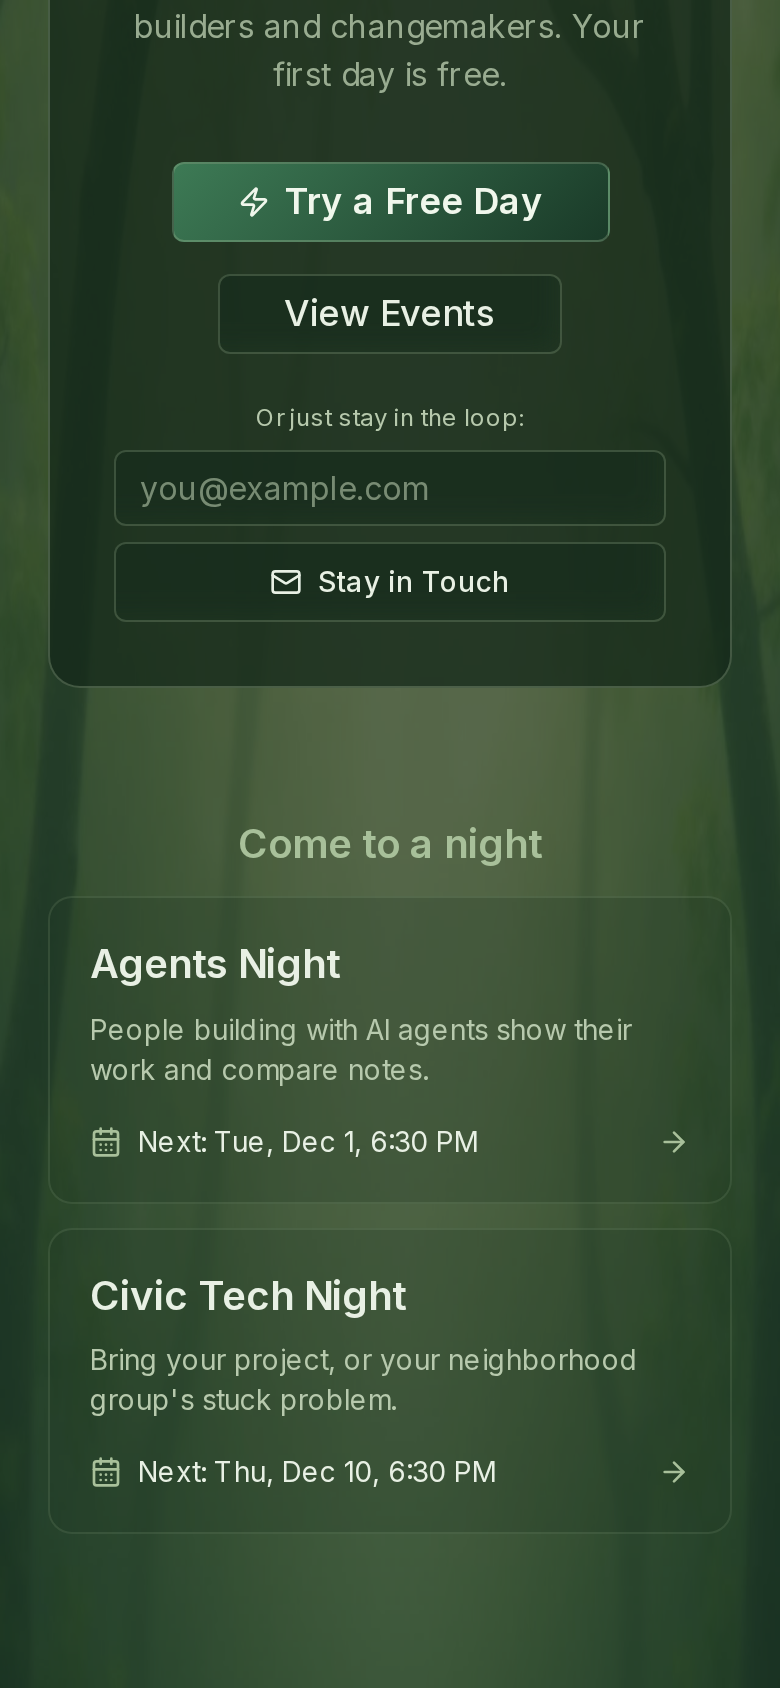 builders and changemakers. Your
first day is free.
Try a Free Day
View Events
Or just stay in the loop:
you@example.com
Stay in Touch
Come to a night
Agents Night
People building with AI agents show their
work and compare notes.
Next: Tue, Dec 1, 6:30 PM
Civic Tech Night
Bring your project, or your neighborhood
group's stuck problem.
Next: Thu, Dec 10, 6:30 PM